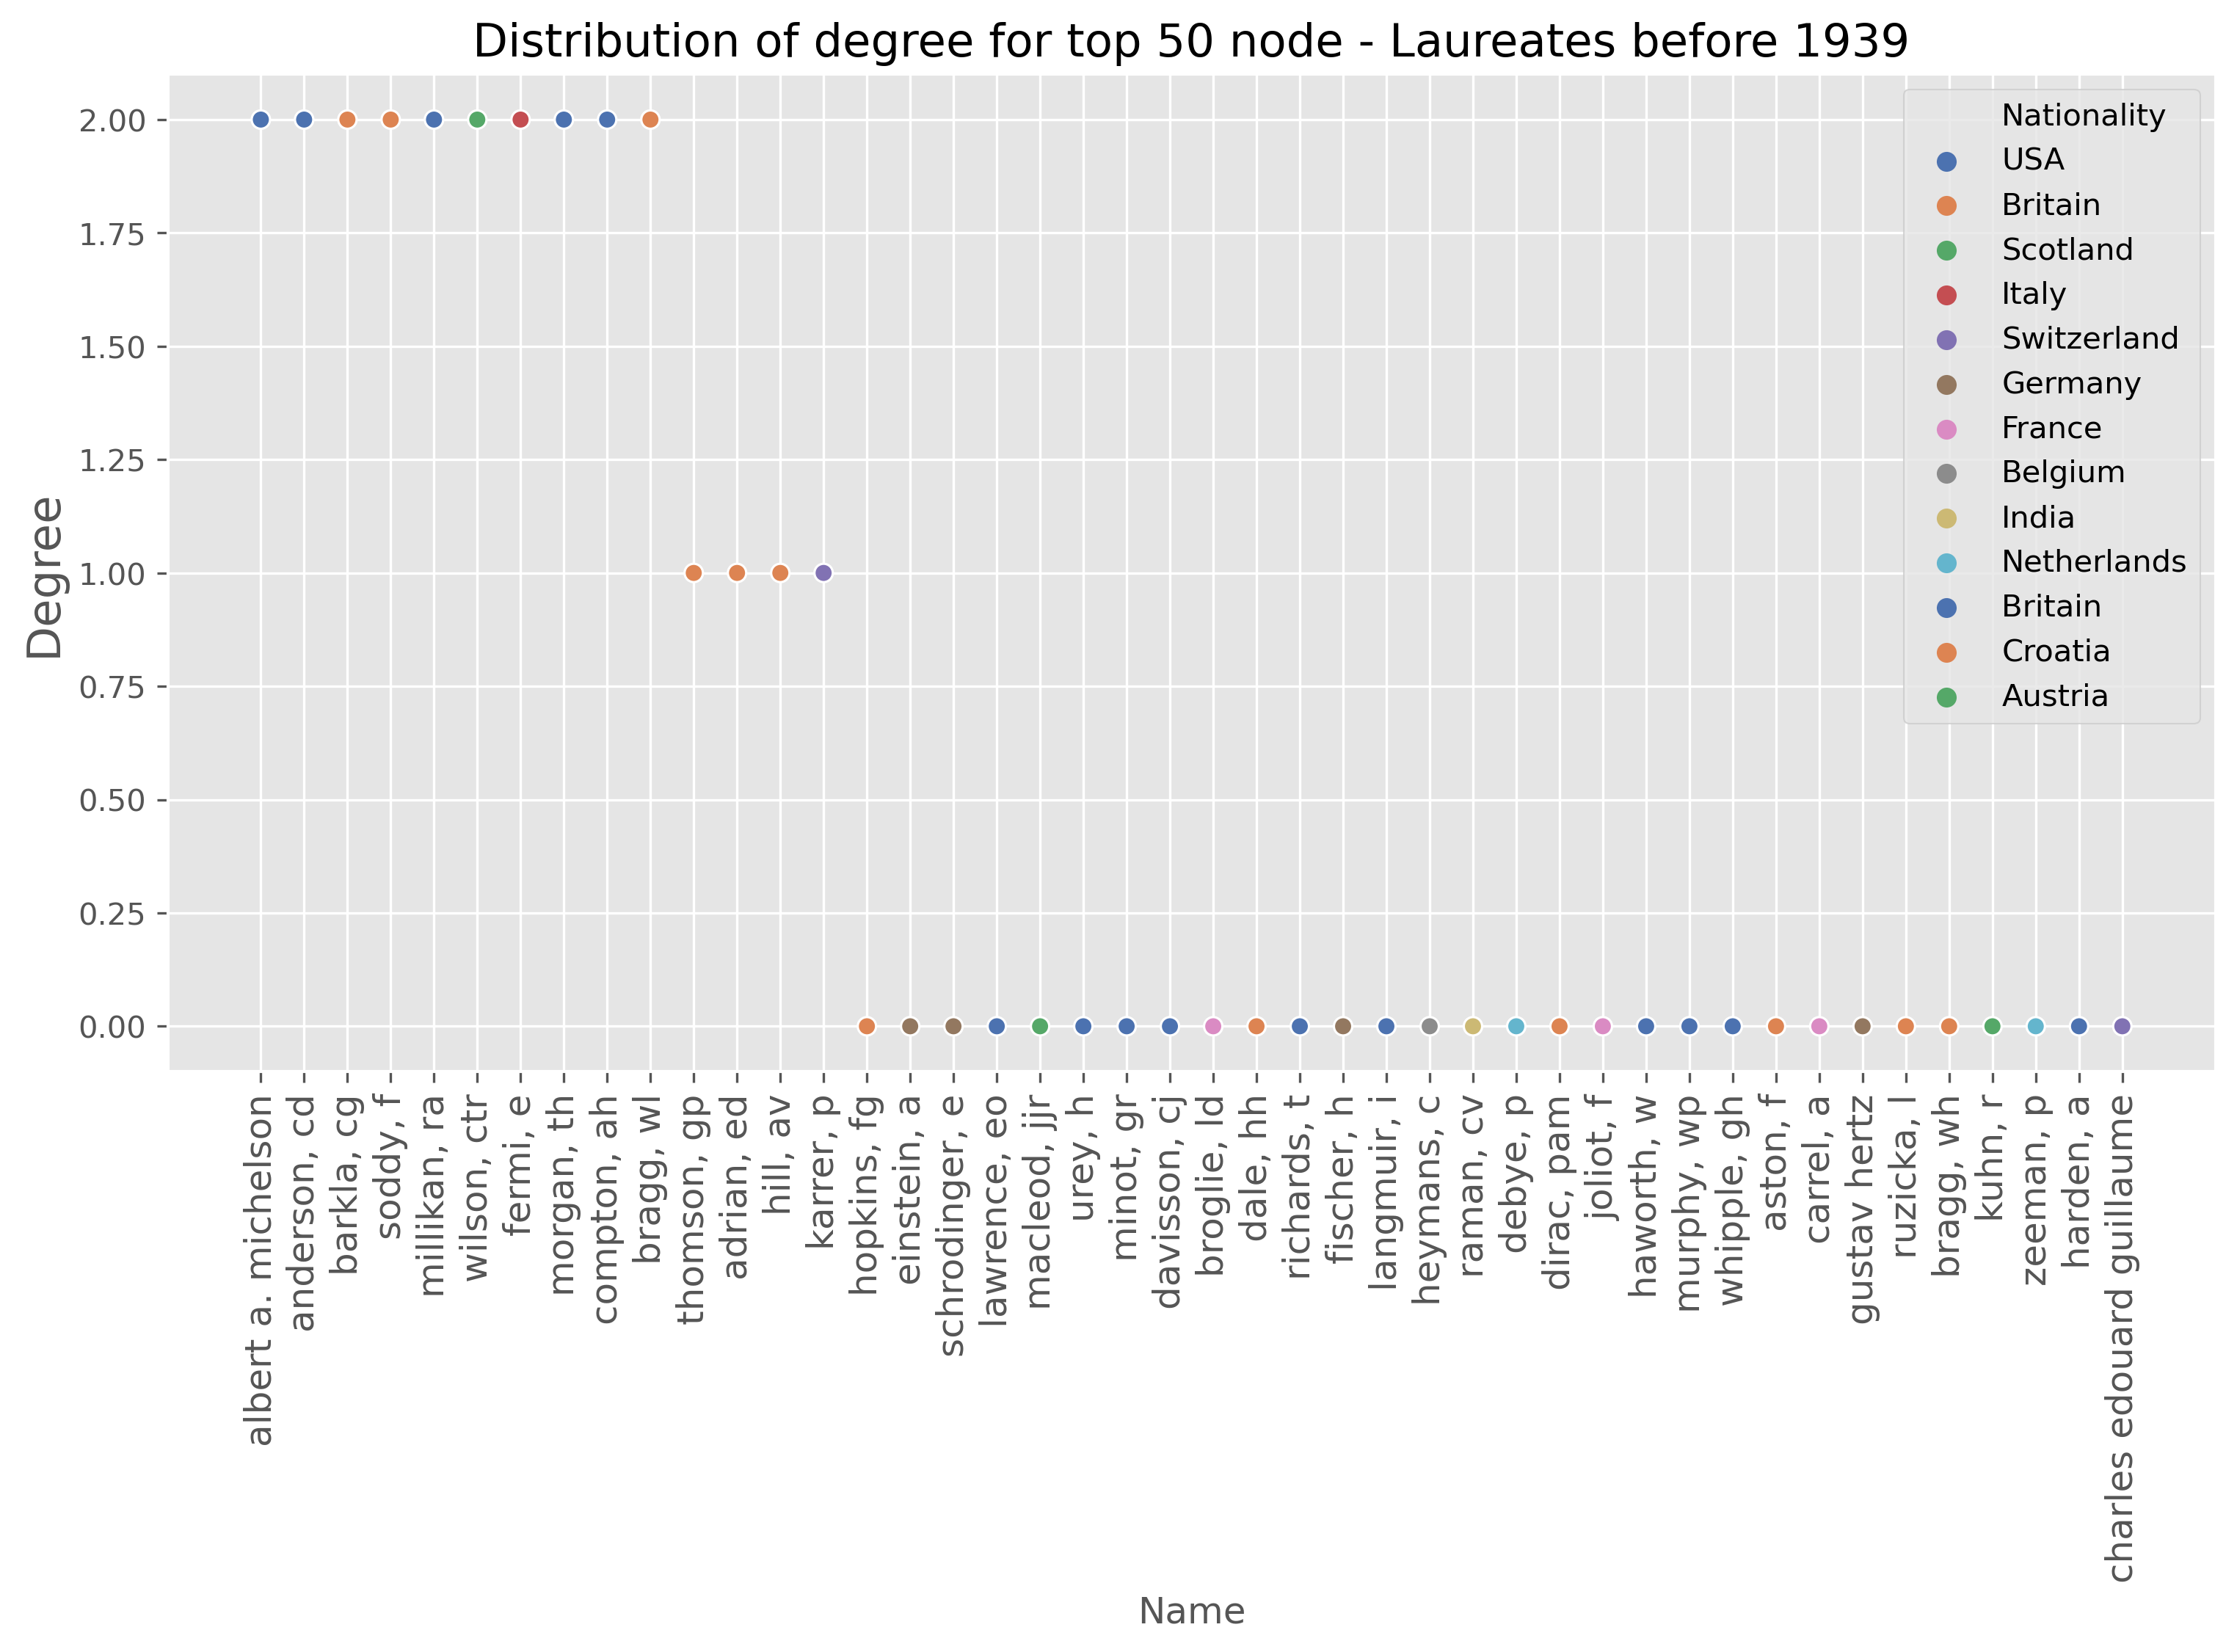 Distribution of degree for top 50 node - Laureates before 1939
Degree
2.00
1.75
1.50
1.25
1.00
0.75
0.50
0.25
0.00
Nationality
USA
Britain
Scotland
Italy
Switzerland
Germany
France
Belgium
India
Netherlands
Britain
Croatia
Austria
albert a. michelson
anderson, cd
barkla, cg
soddy, f
millikan, ra
wilson, ctr
fermi, e
morgan, th
compton, ah
bragg, wl
thomson, gp
adrian, ed
hill, av
karrer, p
hopkins, fg
einstein, a
schrodinger, e
lawrence, eo
macleod, jjr
urey, h
minot, gr
davisson, cj
broglie, ld
dale, hh
richards, t
fischer, h
langmuir, i
heymans, c
raman, cv
debye, p
dirac, pam
joliot, f
haworth, w
murphy, wp
whipple, gh
aston, f
carrel, a
gustav hertz
ruzicka, l
bragg, wh
kuhn, r
zeeman, p
harden, a
charles edouard guillaume
Name